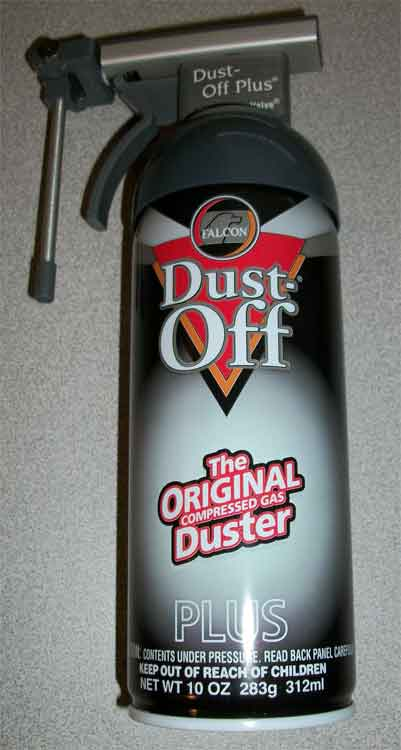 Dust-
Off Plus®
Valve®
FALCON
Dust-
Off®
The
ORIGINAL
COMPRESSED GAS
Duster
PLUS
CONTENTS UNDER PRESSURE. READ BACK PANEL
KEEP OUT OF REACH OF CHILDREN
NET WT 10 OZ 283g 312ml